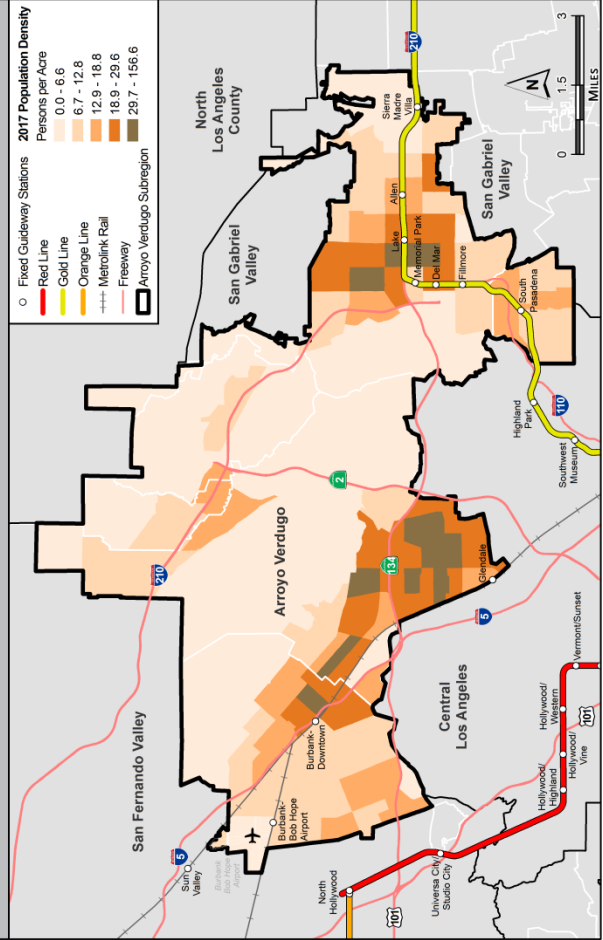 Fixed Guideway Stations
Red Line
Gold Line
Orange Line
Metrolink Rail
Freeway
Arroyo Verdugo Subregion
2017 Population Density
Persons per Acre
0.0 - 6.6
6.7 - 12.8
12.9 - 18.8
18.9 - 29.6
29.7 - 156.6
San Fernando Valley
San Gabriel
Valley
North
Los Angeles
County
210
210
Arroyo Verdugo
2
134
5
5
Sun
Valley
Burbank
Bob Hope
Airport
Burbank-
Bob Hope
Airport
Burbank-
Downtown
Glendale
Central
Los Angeles
North
Hollywood
101
Universa City/
Studio City
Hollywood/
Highland
Hollywood/
Vine
Hollywood/
Western
101
Vermont/Sunset
Sierra
Madre
Villa
Allen
Lake
Memorial Park
Del Mar
Fillmore
South
Pasadena
Highland
Park
110
Southwest
Museum
San Gabriel
Valley
N
0
1.5
3
MILES